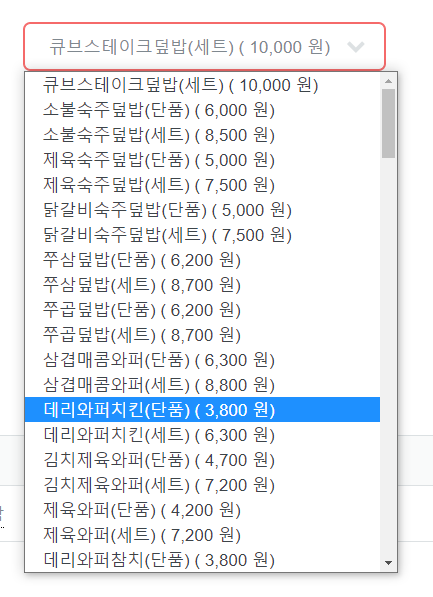 큐브스테이크덮밥(세트) ( 10,000 원)
큐브스테이크덮밥(세트) ( 10,000 원)
소불숙주덮밥(단품) ( 6,000 원)
소불숙주덮밥(세트) ( 8,500 원)
제육숙주덮밥(단품) ( 5,000 원)
제육숙주덮밥(세트) ( 7,500 원)
닭갈비숙주덮밥(단품) ( 5,000 원)
닭갈비숙주덮밥(세트) ( 7,500 원)
쭈삼덮밥(단품) ( 6,200 원)
쭈삼덮밥(세트) ( 8,700 원)
쭈곱덮밥(단품) ( 6,200 원)
쭈곱덮밥(세트) ( 8,700 원)
삼겹매콤와퍼(단품) ( 6,300 원)
삼겹매콤와퍼(세트) ( 8,800 원)
데리와퍼치킨(단품) ( 3,800 원)
데리와퍼치킨(세트) ( 6,300 원)
김치제육와퍼(단품) ( 4,700 원)
김치제육와퍼(세트) ( 7,200 원)
제육와퍼(단품) ( 4,200 원)
제육와퍼(세트) ( 7,200 원)
데리와퍼참치(단품) ( 3,800 원)